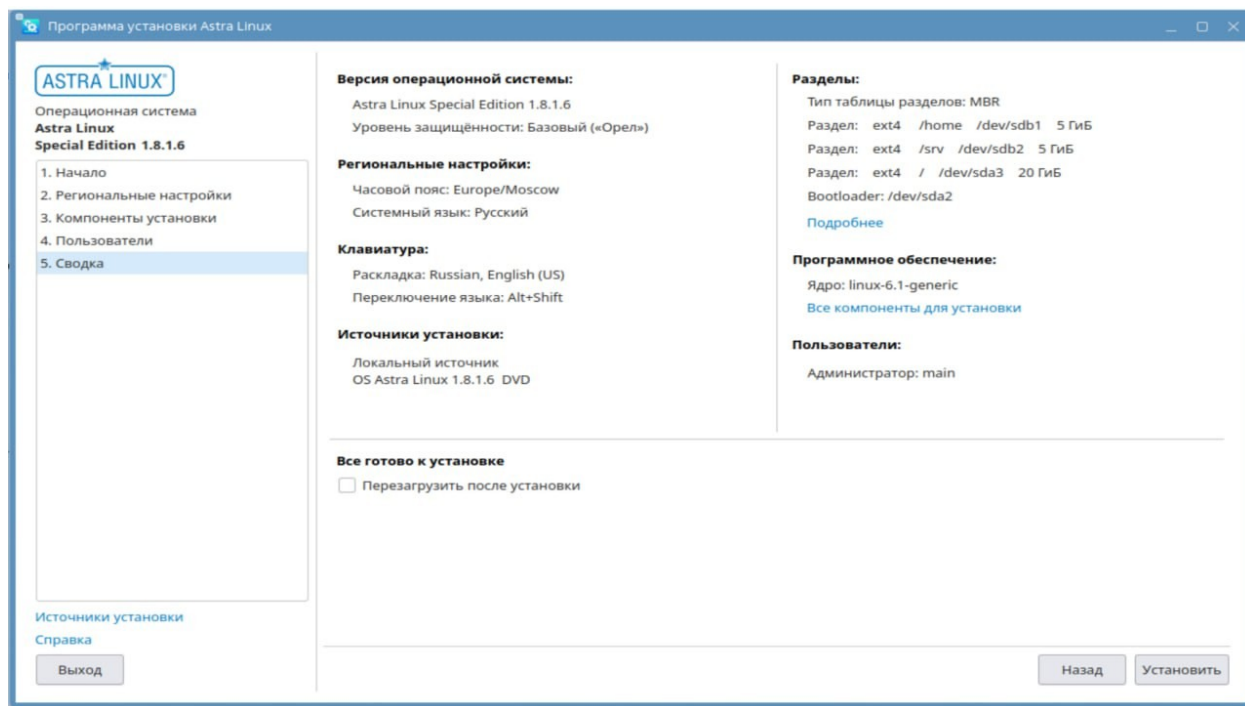 Программа установки Astra Linux
ASTRA LINUX®
Операционная система
Astra Linux
Special Edition 1.8.1.6
1. Начало
2. Региональные настройки
3. Компоненты установки
4. Пользователи
5. Сводка
Источники установки
Справка
Выход
Версия операционной системы:
Astra Linux Special Edition 1.8.1.6
Уровень защищённости: Базовый («Орел»)
Региональные настройки:
Часовой пояс: Europe/Moscow
Системный язык: Русский
Клавиатура:
Раскладка: Russian, English (US)
Переключение языка: Alt+Shift
Источники установки:
Локальный источник
OS Astra Linux 1.8.1.6 DVD
Разделы:
Тип таблицы разделов: MBR
Раздел: ext4 /home /dev/sdb1 5 ГиБ
Раздел: ext4 /srv /dev/sdb2 5 ГиБ
Раздел: ext4 / /dev/sda3 20 ГиБ
Bootloader: /dev/sda2
Подробнее
Программное обеспечение:
Ядро: linux-6.1-generic
Все компоненты для установки
Пользователи:
Администратор: main
Все готово к установке
Перезагрузить после установки
Назад
Установить